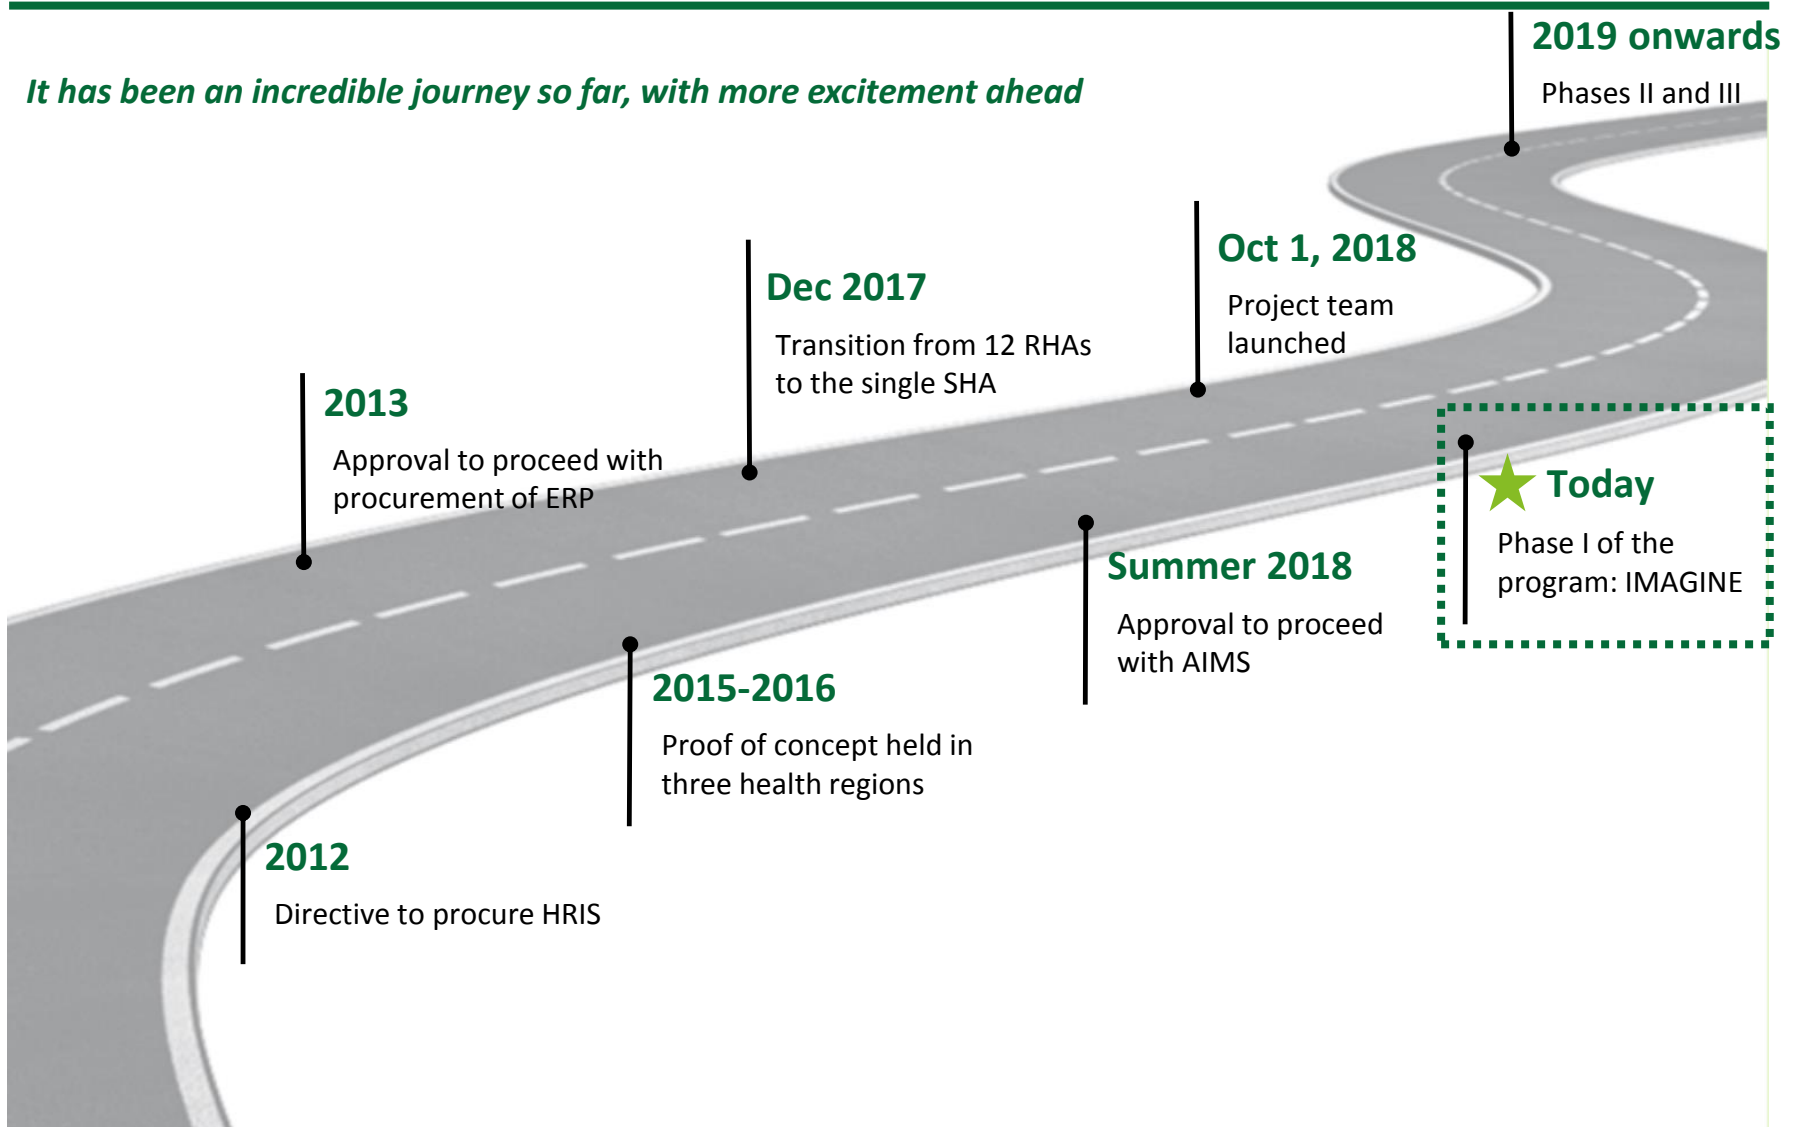 2019 onwards
Phases II and III
It has been an incredible journey so far, with more excitement ahead
Oct 1, 2018
Project team
launched
Dec 2017
Transition from 12 RHAs
to the single SHA
2013
Approval to proceed with
procurement of ERP
Today
Phase I of the
program: IMAGINE
Summer 2018
Approval to proceed
with AIMS
2015-2016
Proof of concept held in
three health regions
2012
Directive to procure HRIS